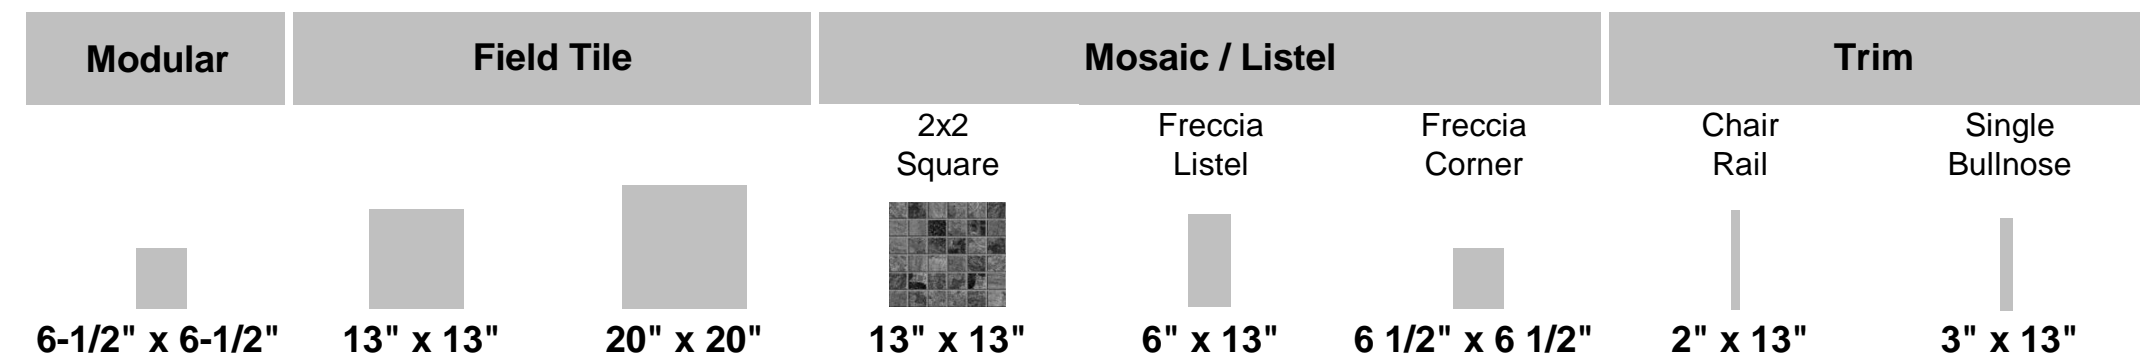 Modular
Field Tile
Mosaic / Listel
Trim
2x2
Square
Freccia
Listel
Freccia
Corner
Chair
Rail
Single
Bullnose
6-1/2" x 6-1/2"
13" x 13"
20" x 20"
13" x 13"
6" x 13"
6 1/2" x 6 1/2"
2" x 13"
3" x 13"